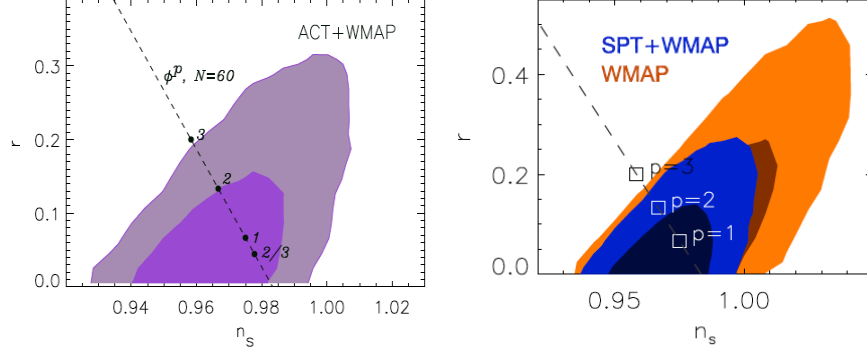 ACT+WMAP
ϕᵖ, N=60
3
2
1
2/3
r
0.3
0.2
0.1
0.0
0.94 0.96 0.98 1.00 1.02
n_s
SPT+WMAP
WMAP
p=3
p=2
p=1
r
0.4
0.2
0.0
0.95 1.00
n_s